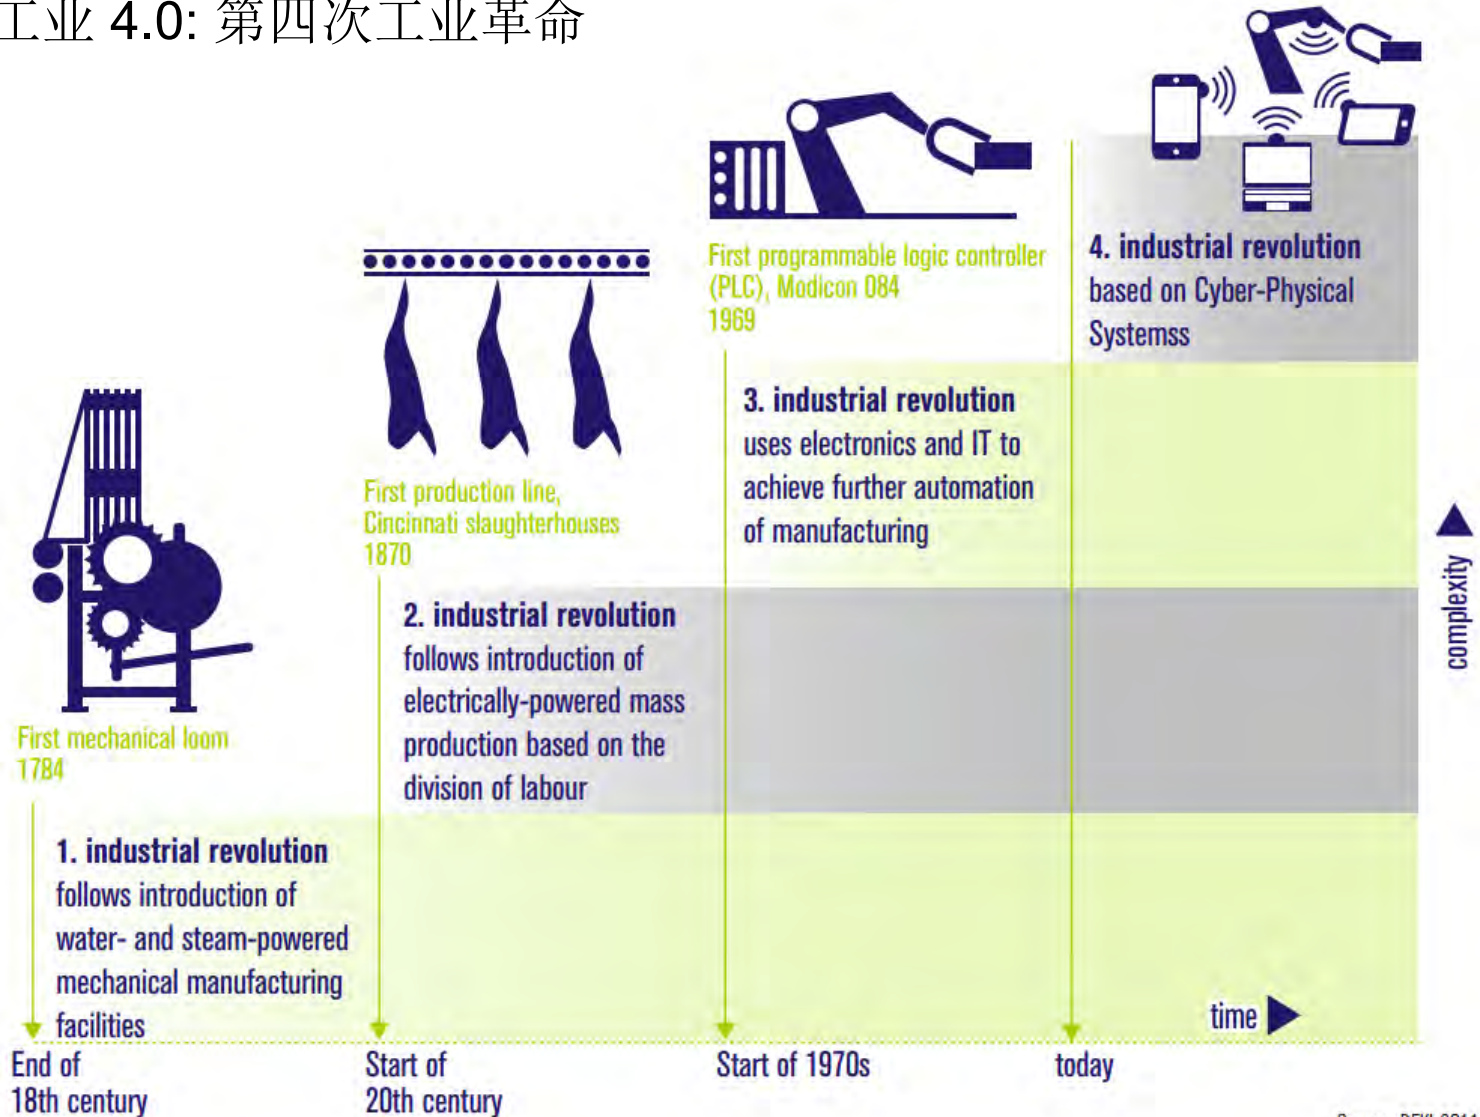 工业 4.0: 第四次工业革命
First programmable logic controller
(PLC), Modicon 084
1969
4. industrial revolution
based on Cyber-Physical
Systemss
3. industrial revolution
uses electronics and IT to
achieve further automation
of manufacturing
First production line,
Cincinnati slaughterhouses
1870
2. industrial revolution
follows introduction of
electrically-powered mass
production based on the
division of labour
complexity
First mechanical loom
1784
1. industrial revolution
follows introduction of
water- and steam-powered
mechanical manufacturing
facilities
time
End of
18th century
Start of
20th century
Start of 1970s
today